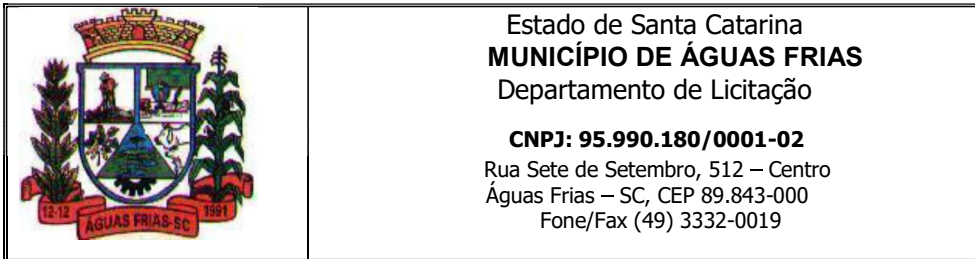 12-12
ÁGUAS FRIAS-SC
1991
Estado de Santa Catarina
MUNICÍPIO DE ÁGUAS FRIAS
Departamento de Licitação
CNPJ: 95.990.180/0001-02
Rua Sete de Setembro, 512 – Centro
Águas Frias – SC, CEP 89.843-000
Fone/Fax (49) 3332-0019